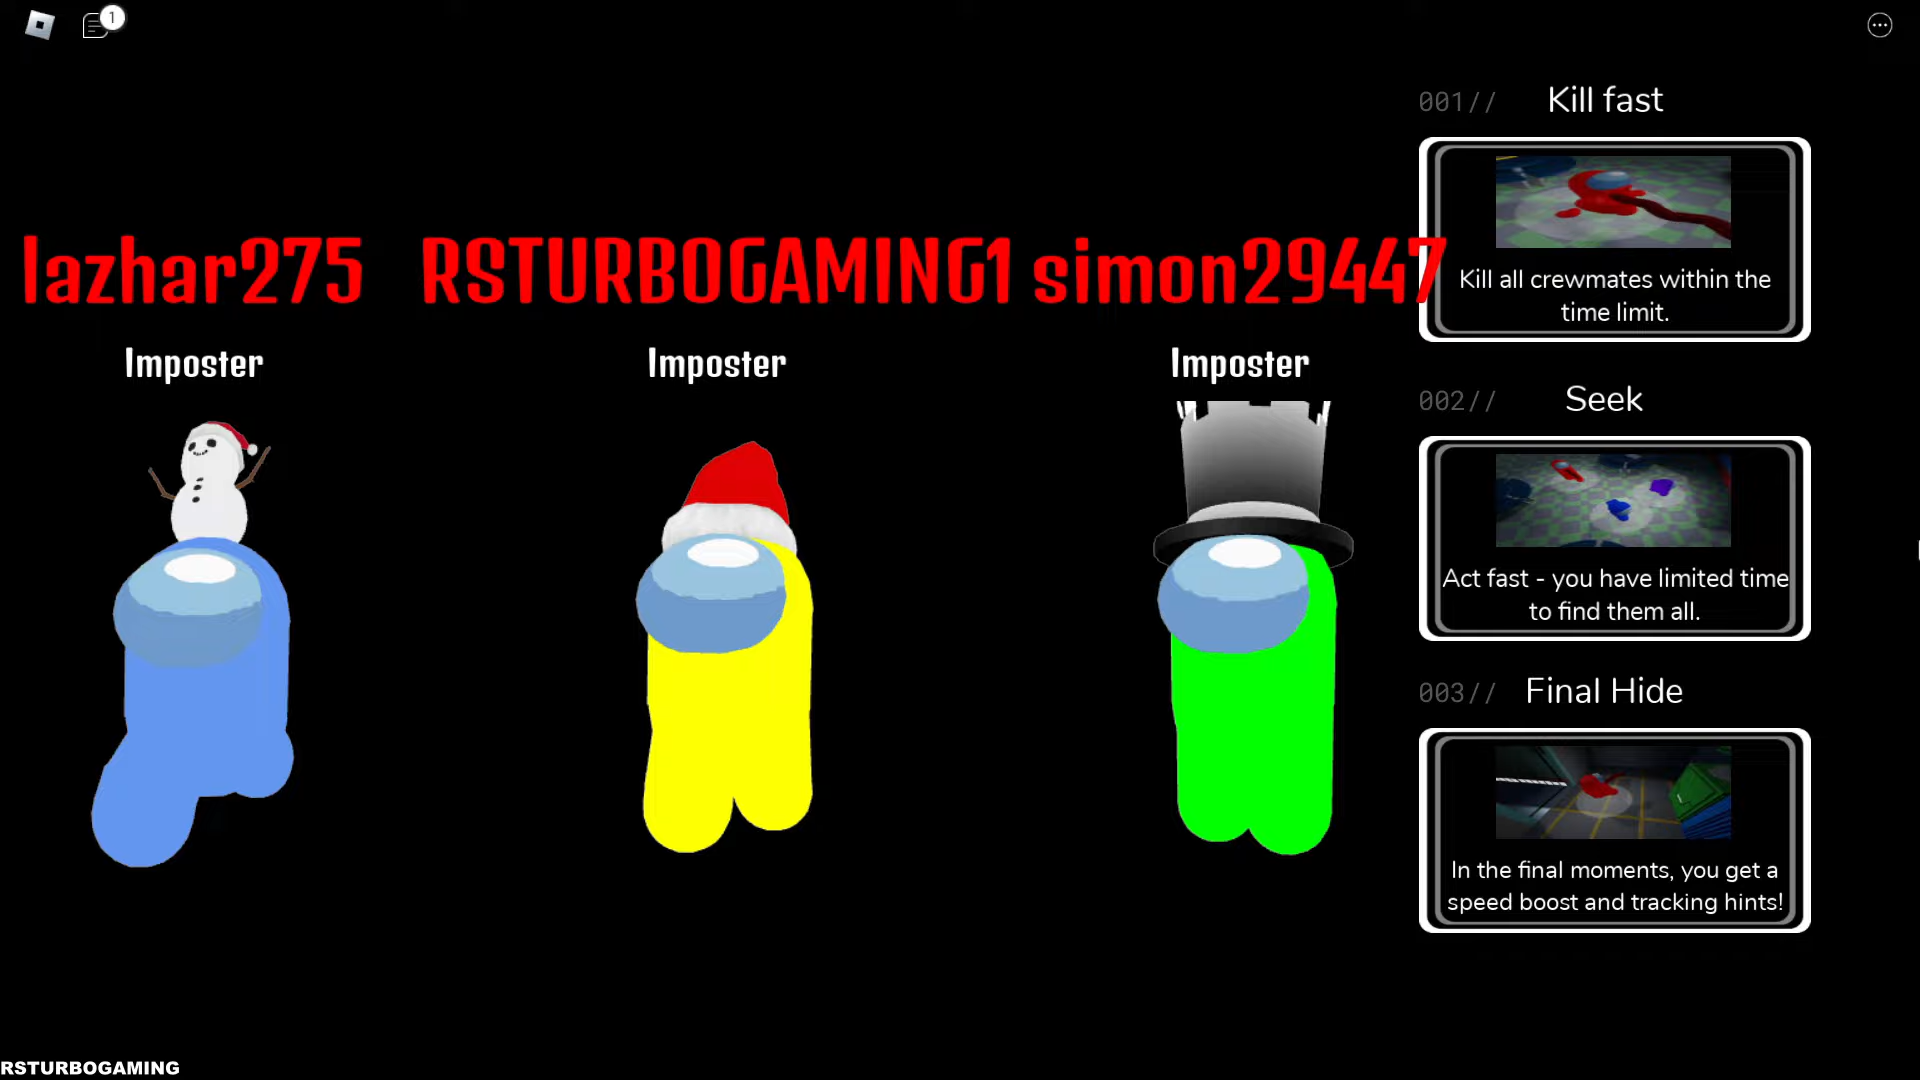 1
lazhar275
Imposter
RSTURBOGAMING1
Imposter
simon29447
Imposter
001// Kill fast
Kill all crewmates within the
time limit.
002// Seek
Act fast - you have limited time
to find them all.
003// Final Hide
In the final moments, you get a
speed boost and tracking hints!
RSTURBOGAMING